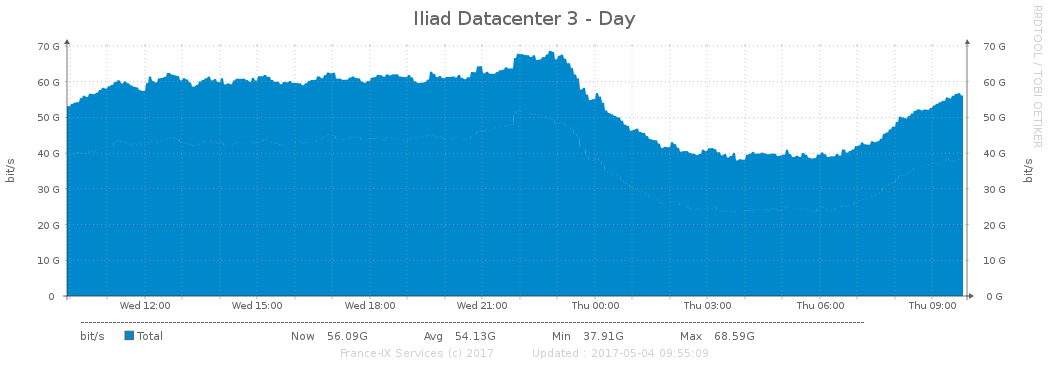 Iliad Datacenter 3 - Day
RRDTOOL / TOBI OETIKER
70 G 70 G
60 G 60 G
50 G 50 G
40 G 40 G
30 G 30 G
20 G 20 G
10 G 10 G
0 0 G
bit/s bit/s
Wed 12:00 Wed 15:00 Wed 18:00 Wed 21:00 Thu 00:00 Thu 03:00 Thu 06:00 Thu 09:00
bit/s Total Now 56.09G Avg 54.13G Min 37.91G Max 68.59G
France-IX Services (c) 2017 Updated : 2017-05-04 09:55:09